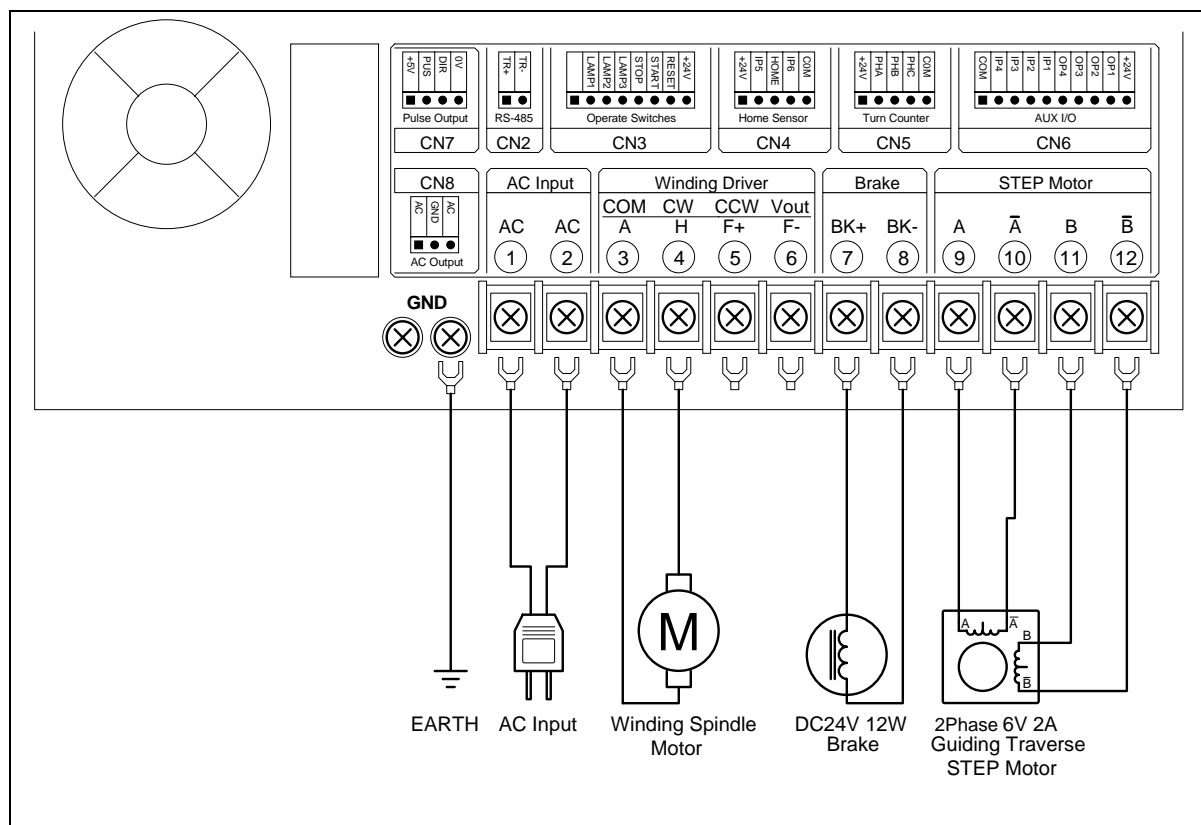 +5V PUS DIR 0V
Pulse Output
CN7
TR+ TR-
RS-485
CN2
LAMP1 LAMP2 LAMP3 STOP START RESET +24V
Operate Switches
CN3
+24V IP5 HOME IP6 COM
Home Sensor
CN4
+24V PHA PHB PHC COM
Turn Counter
CN5
COM IP4 IP3 IP2 IP1 OP4 OP3 OP2 OP1 +24V
AUX I/O
CN6
CN8
AC GND AC
AC Output
AC Input
AC AC
1 2
Winding Driver
COM CW CCW Vout
A H F+ F-
3 4 5 6
Brake
BK+ BK-
7 8
STEP Motor
A A̅ B B̅
9 10 11 12
GND
M
A A̅
B
B̅
EARTH
AC Input
Winding Spindle
Motor
DC24V 12W
Brake
2Phase 6V 2A
Guiding Traverse
STEP Motor